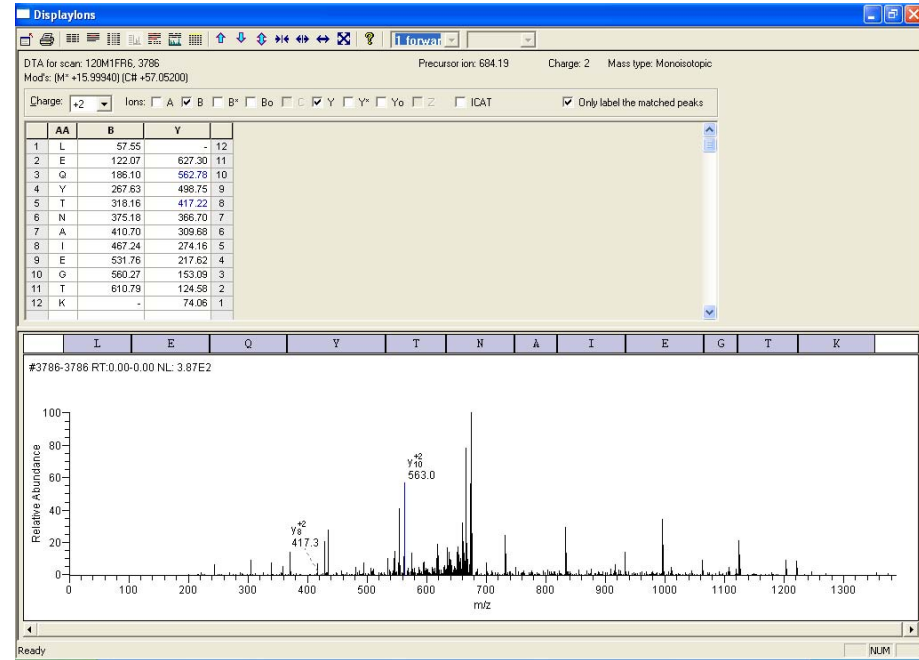 DisplayIons
1 forwar
DTA for scan: 120M1FR6, 3786 Precursor ion: 684.19 Charge: 2 Mass type: Monoisotopic
Mod's: (M* +15.99940) (C# +57.05200)
Charge: +2 Ions: A B B* Bo C Y Y* Yo Z ICAT Only label the matched peaks
AA B Y
1 L 57.55 - 12
2 E 122.07 627.30 11
3 Q 186.10 562.78 10
4 Y 267.63 498.75 9
5 T 318.16 417.22 8
6 N 375.18 366.70 7
7 A 410.70 309.68 6
8 I 467.24 274.16 5
9 E 531.76 217.62 4
10 G 560.27 153.09 3
11 T 610.79 124.58 2
12 K - 74.06 1
L E Q Y T N A I E G T K
#3786-3786 RT:0.00-0.00 NL: 3.87E2
100
80
60
40
20
0
Relative Abundance
y10 +2
563.0
y8 +2
417.3
0 100 200 300 400 500 600 700 800 900 1000 1100 1200 1300
m/z
Ready NUM